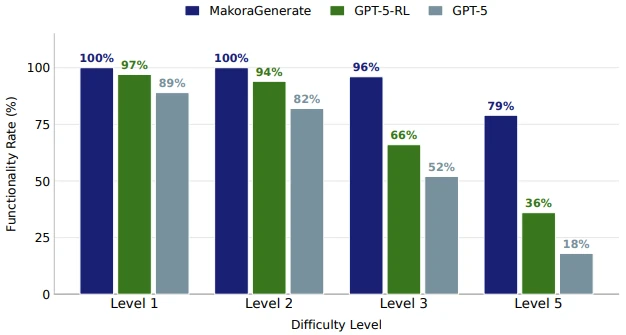 MakoraGenerate GPT-5-RL GPT-5
100% 97% 89% 100% 94% 82% 96% 66% 52% 79% 36% 18%
100
75
50
25
0
Functionality Rate (%)
Level 1 Level 2 Level 3 Level 5
Difficulty Level